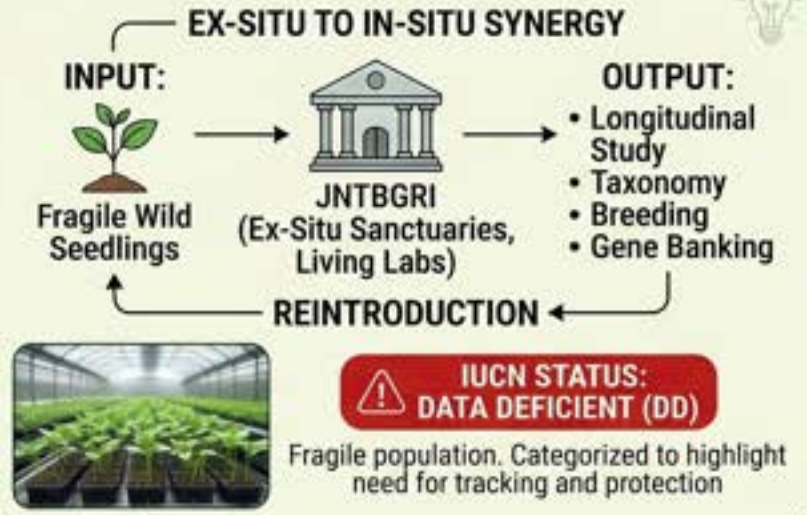 EX-SITU TO IN-SITU SYNERGY
INPUT:
Fragile Wild
Seedlings
JNTBGRI
(Ex-Situ Sanctuaries,
Living Labs)
OUTPUT:
• Longitudinal
Study
• Taxonomy
• Breeding
• Gene Banking
REINTRODUCTION
IUCN STATUS:
DATA DEFICIENT (DD)
Fragile population. Categorized to highlight
need for tracking and protection